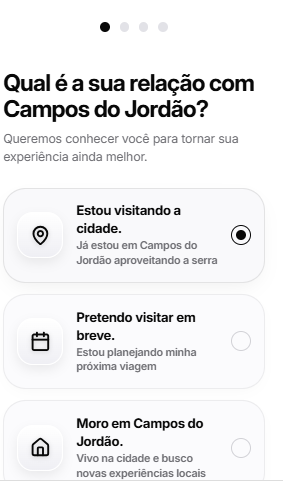 Qual é a sua relação com
Campos do Jordão?
Queremos conhecer você para tornar sua
experiência ainda melhor.
Estou visitando a
cidade.
Já estou em Campos do
Jordão aproveitando a serra
Pretendo visitar em
breve.
Estou planejando minha
próxima viagem
Moro em Campos do
Jordão.
Vivo na cidade e busco
novas experiências locais